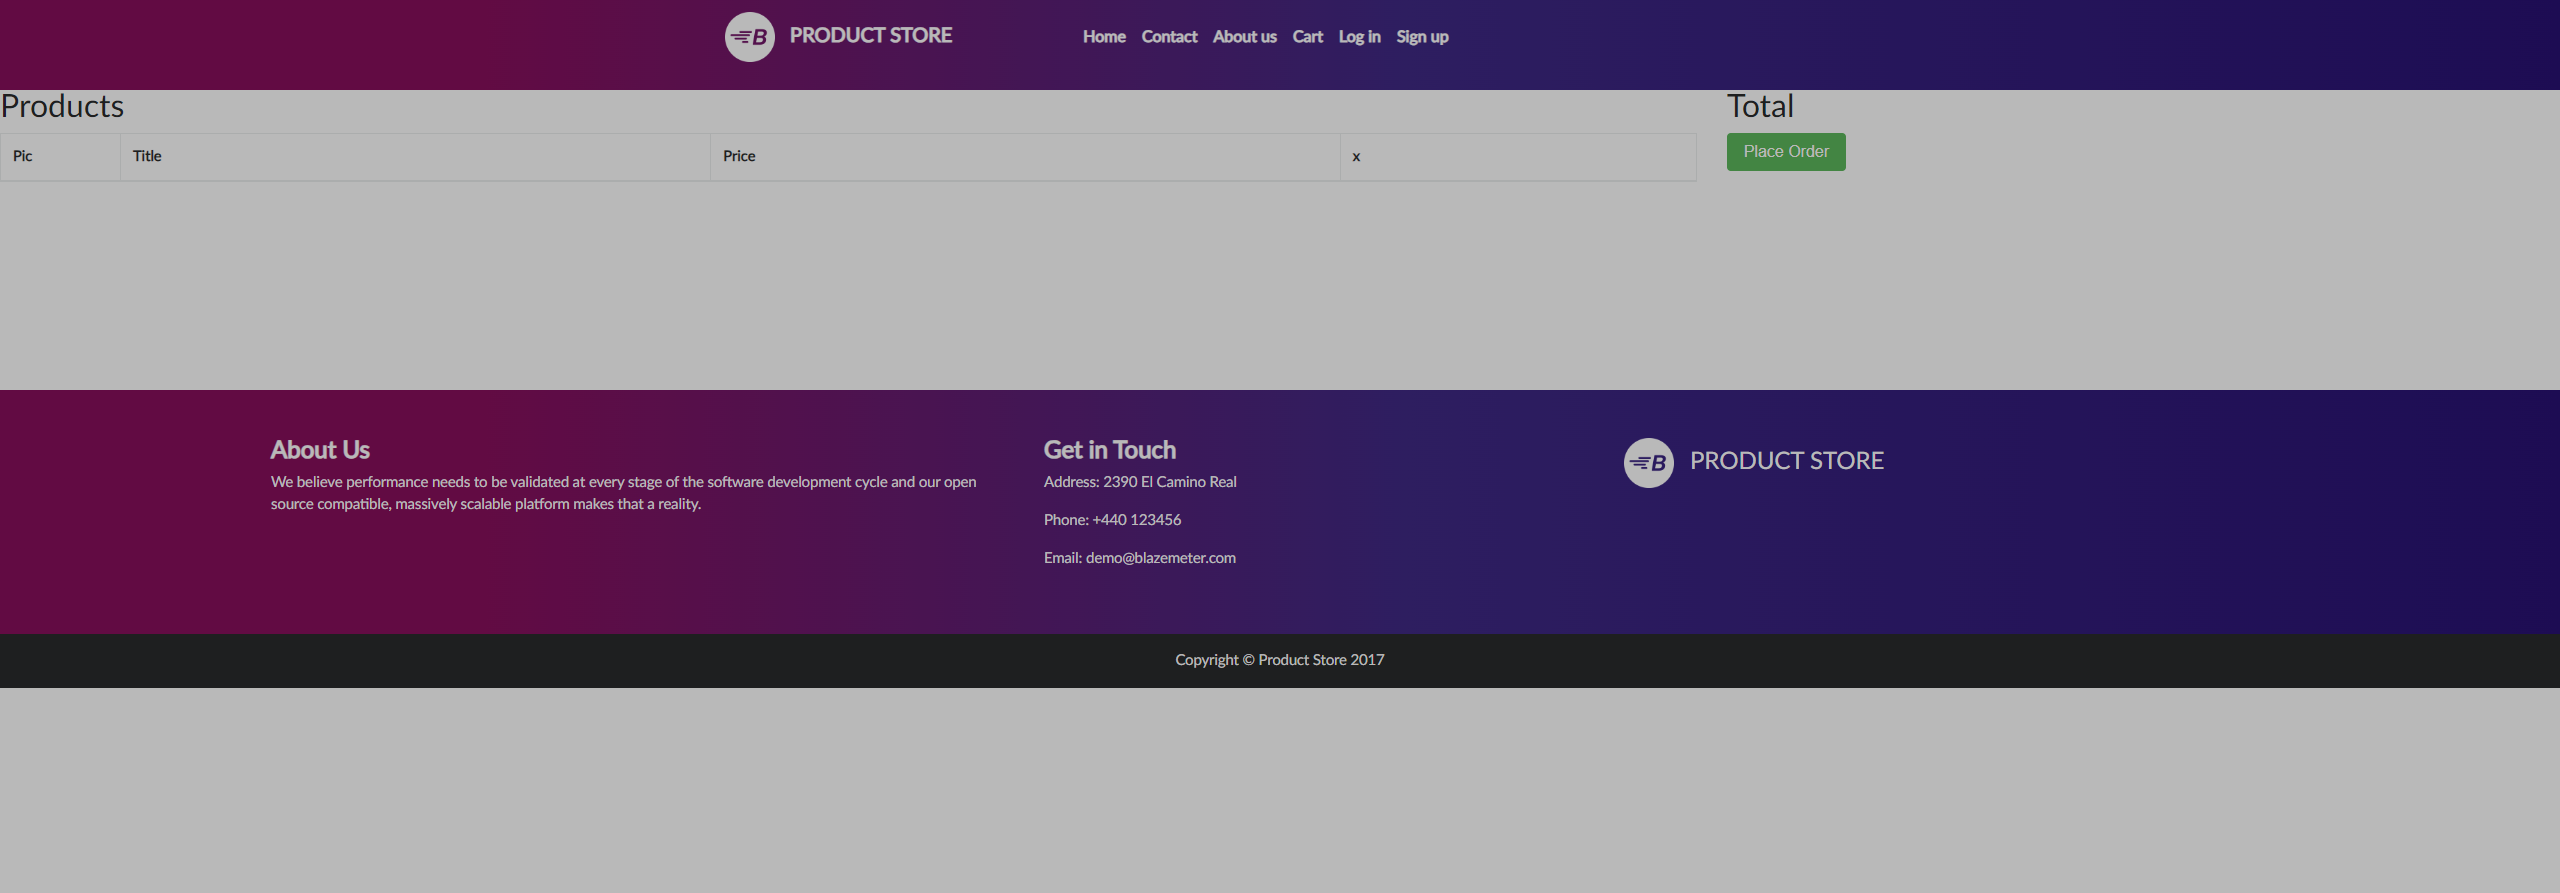 B PRODUCT STORE Home Contact About us Cart Log in Sign up
Products Total
Pic Title Price x Place Order
About Us Get in Touch B PRODUCT STORE
We believe performance needs to be validated at every stage of the software development cycle and our open
source compatible, massively scalable platform makes that a reality.
Address: 2390 El Camino Real
Phone: +440 123456
Email: demo@blazemeter.com
Copyright © Product Store 2017